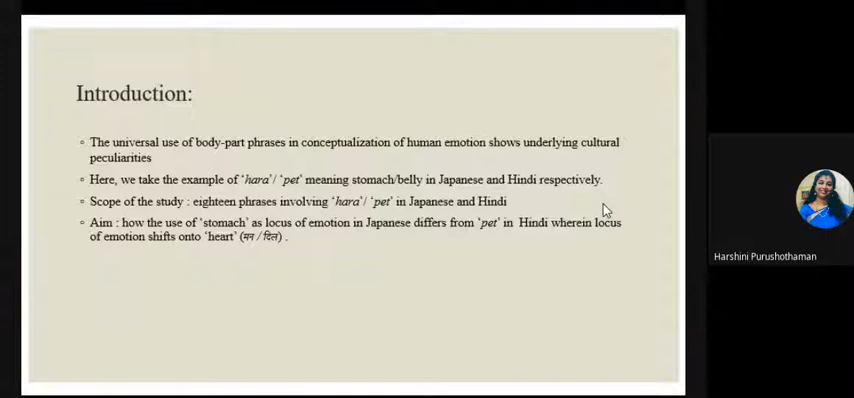 Introduction:
◦ The universal use of body-part phrases in conceptualization of human emotion shows underlying cultural
peculiarities
◦ Here, we take the example of ‘hara’/ ‘pet’ meaning stomach/belly in Japanese and Hindi respectively.
◦ Scope of the study : eighteen phrases involving ‘hara’/ ‘pet’ in Japanese and Hindi
◦ Aim : how the use of ‘stomach’ as locus of emotion in Japanese differs from ‘pet’ in Hindi wherein locus
of emotion shifts onto ‘heart’ (मन / दिल) .
Harshini Purushothaman